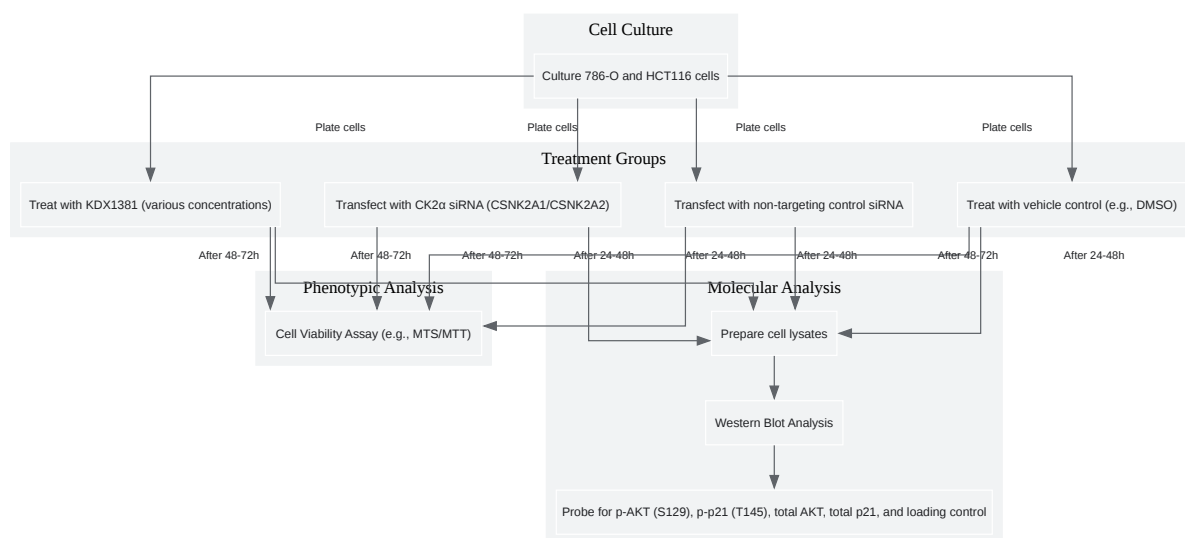 Cell Culture
Culture 786-O and HCT116 cells
Plate cells
Plate cells
Plate cells
Plate cells
Treatment Groups
Treat with KDX1381 (various concentrations)
Transfect with CK2α siRNA (CSNK2A1/CSNK2A2)
Transfect with non-targeting control siRNA
Treat with vehicle control (e.g., DMSO)
After 48-72h
After 48-72h
After 48-72h
After 24-48h
After 24-48h
After 24-48h
After 48-72h
After 24-48h
Phenotypic Analysis
Molecular Analysis
Cell Viability Assay (e.g., MTS/MTT)
Prepare cell lysates
Western Blot Analysis
Probe for p-AKT (S129), p-p21 (T145), total AKT, total p21, and loading control